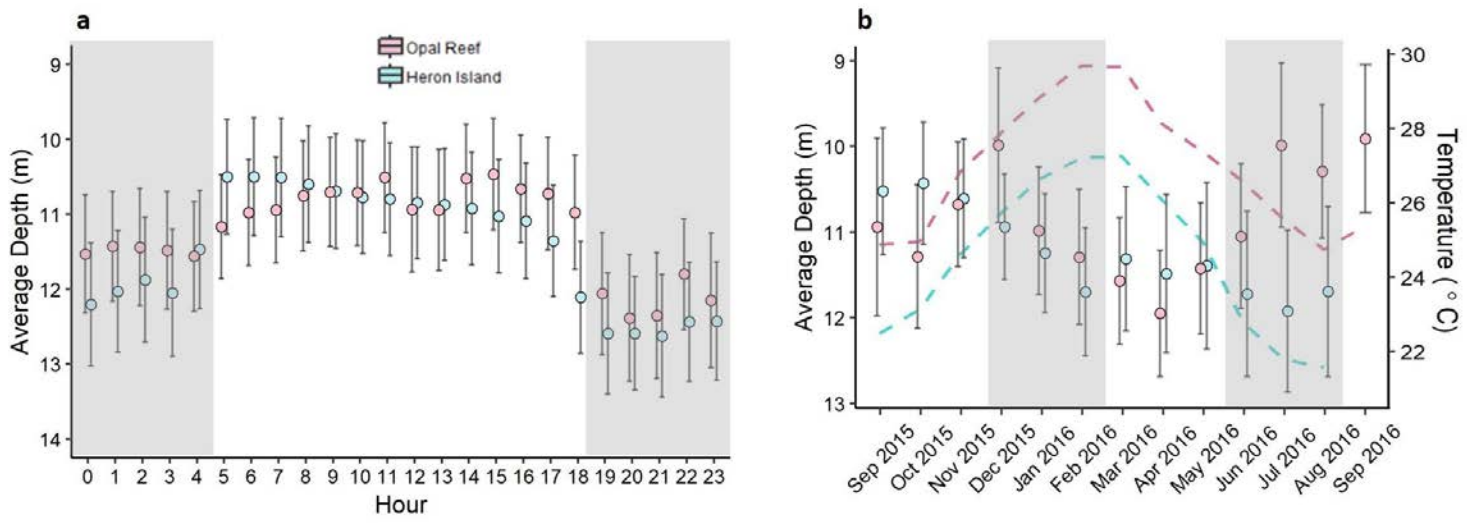 a
Average Depth (m)
9
10
11
12
13
14
Opal Reef
Heron Island
0 1 2 3 4 5 6 7 8 9 10 11 12 13 14 15 16 17 18 19 20 21 22 23
Hour
b
Average Depth (m)
9
10
11
12
13
30
28
26
24
22
Temperature (°C)
Sep 2015
Oct 2015
Nov 2015
Dec 2015
Jan 2016
Feb 2016
Mar 2016
Apr 2016
May 2016
Jun 2016
Jul 2016
Aug 2016
Sep 2016